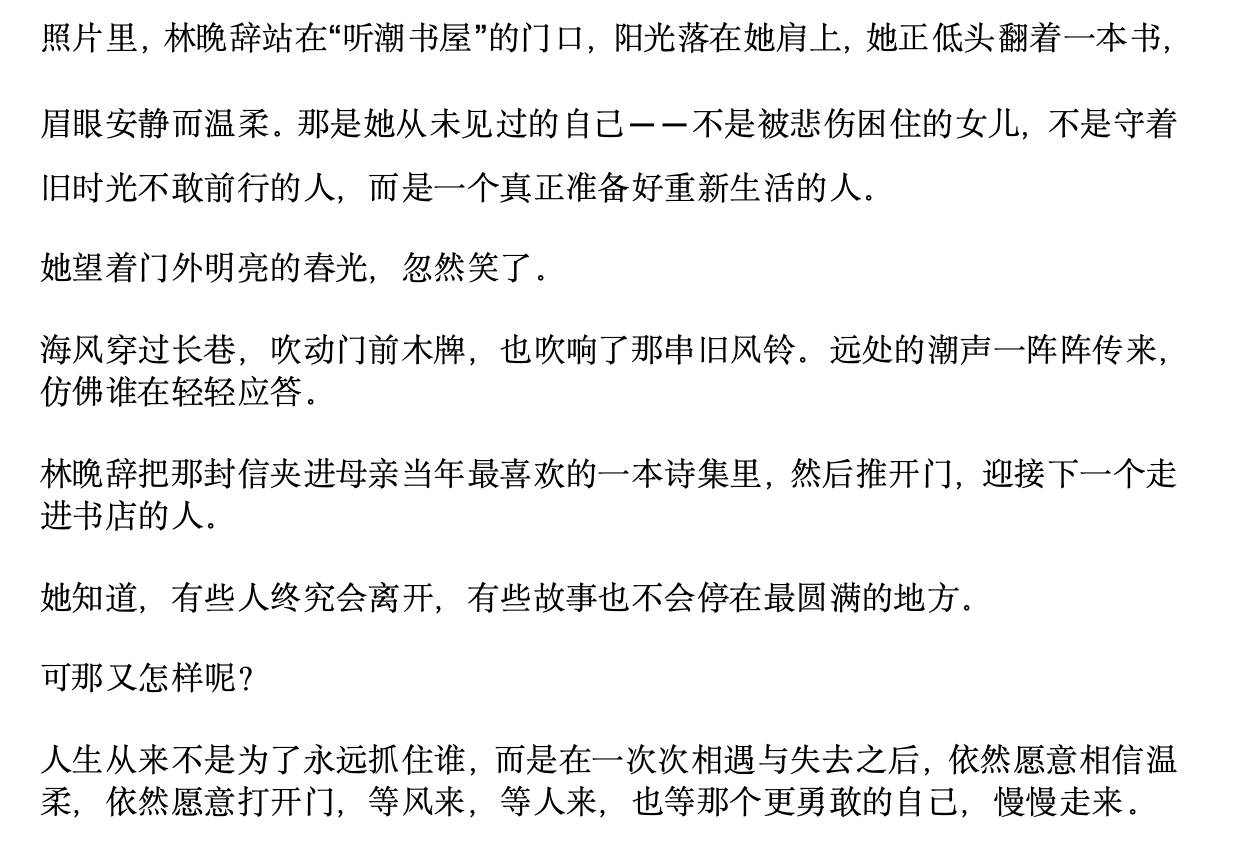 照片里，林晚辞站在“听潮书屋”的门口，阳光落在她肩上，她正低头翻着一本书，
眉眼安静而温柔。那是她从未见过的自己——不是被悲伤困住的女儿，不是守着
旧时光不敢前行的人，而是一个真正准备好重新生活的人。
她望着门外明亮的春光，忽然笑了。
海风穿过长巷，吹动门前木牌，也吹响了那串旧风铃。远处的潮声一阵阵传来，
仿佛谁在轻轻应答。
林晚辞把那封信夹进母亲当年最喜欢的一本诗集里，然后推开门，迎接下一个走
进书店的人。
她知道，有些人终究会离开，有些故事也不会停在最圆满的地方。
可那又怎样呢？
人生从来不是为了永远抓住谁，而是在一次次相遇与失去之后，依然愿意相信温
柔，依然愿意打开门，等风来，等人来，也等那个更勇敢的自己，慢慢走来。